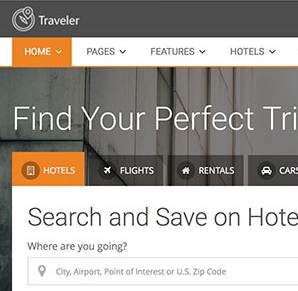 Traveler
HOME PAGES FEATURES HOTELS
Find Your Perfect Tri
HOTELS FLIGHTS RENTALS CARS
Search and Save on Hote
Where are you going?
City, Airport, Point of Interest or U.S. Zip Code